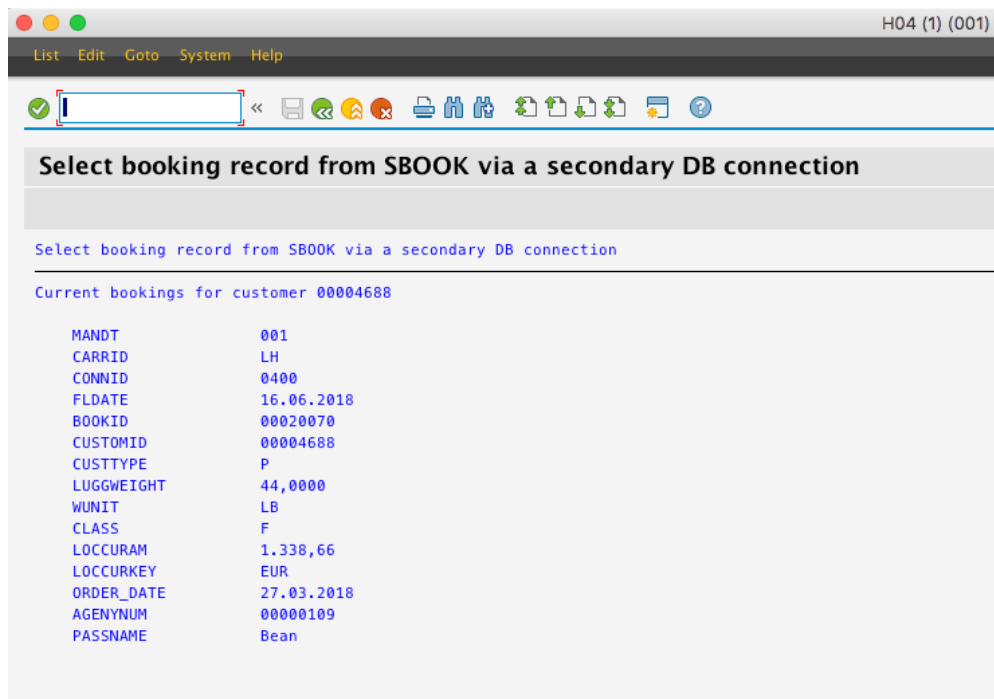 H04 (1) (001)
List Edit Goto System Help
«
Select booking record from SBOOK via a secondary DB connection
Select booking record from SBOOK via a secondary DB connection
Current bookings for customer 00004688
MANDT 001
CARRID LH
CONNID 0400
FLDATE 16.06.2018
BOOKID 00020070
CUSTOMID 00004688
CUSTTYPE P
LUGGWEIGHT 44,0000
WUNIT LB
CLASS F
LOCCURAM 1.338,66
LOCCURKEY EUR
ORDER_DATE 27.03.2018
AGENYNUM 00000109
PASSNAME Bean